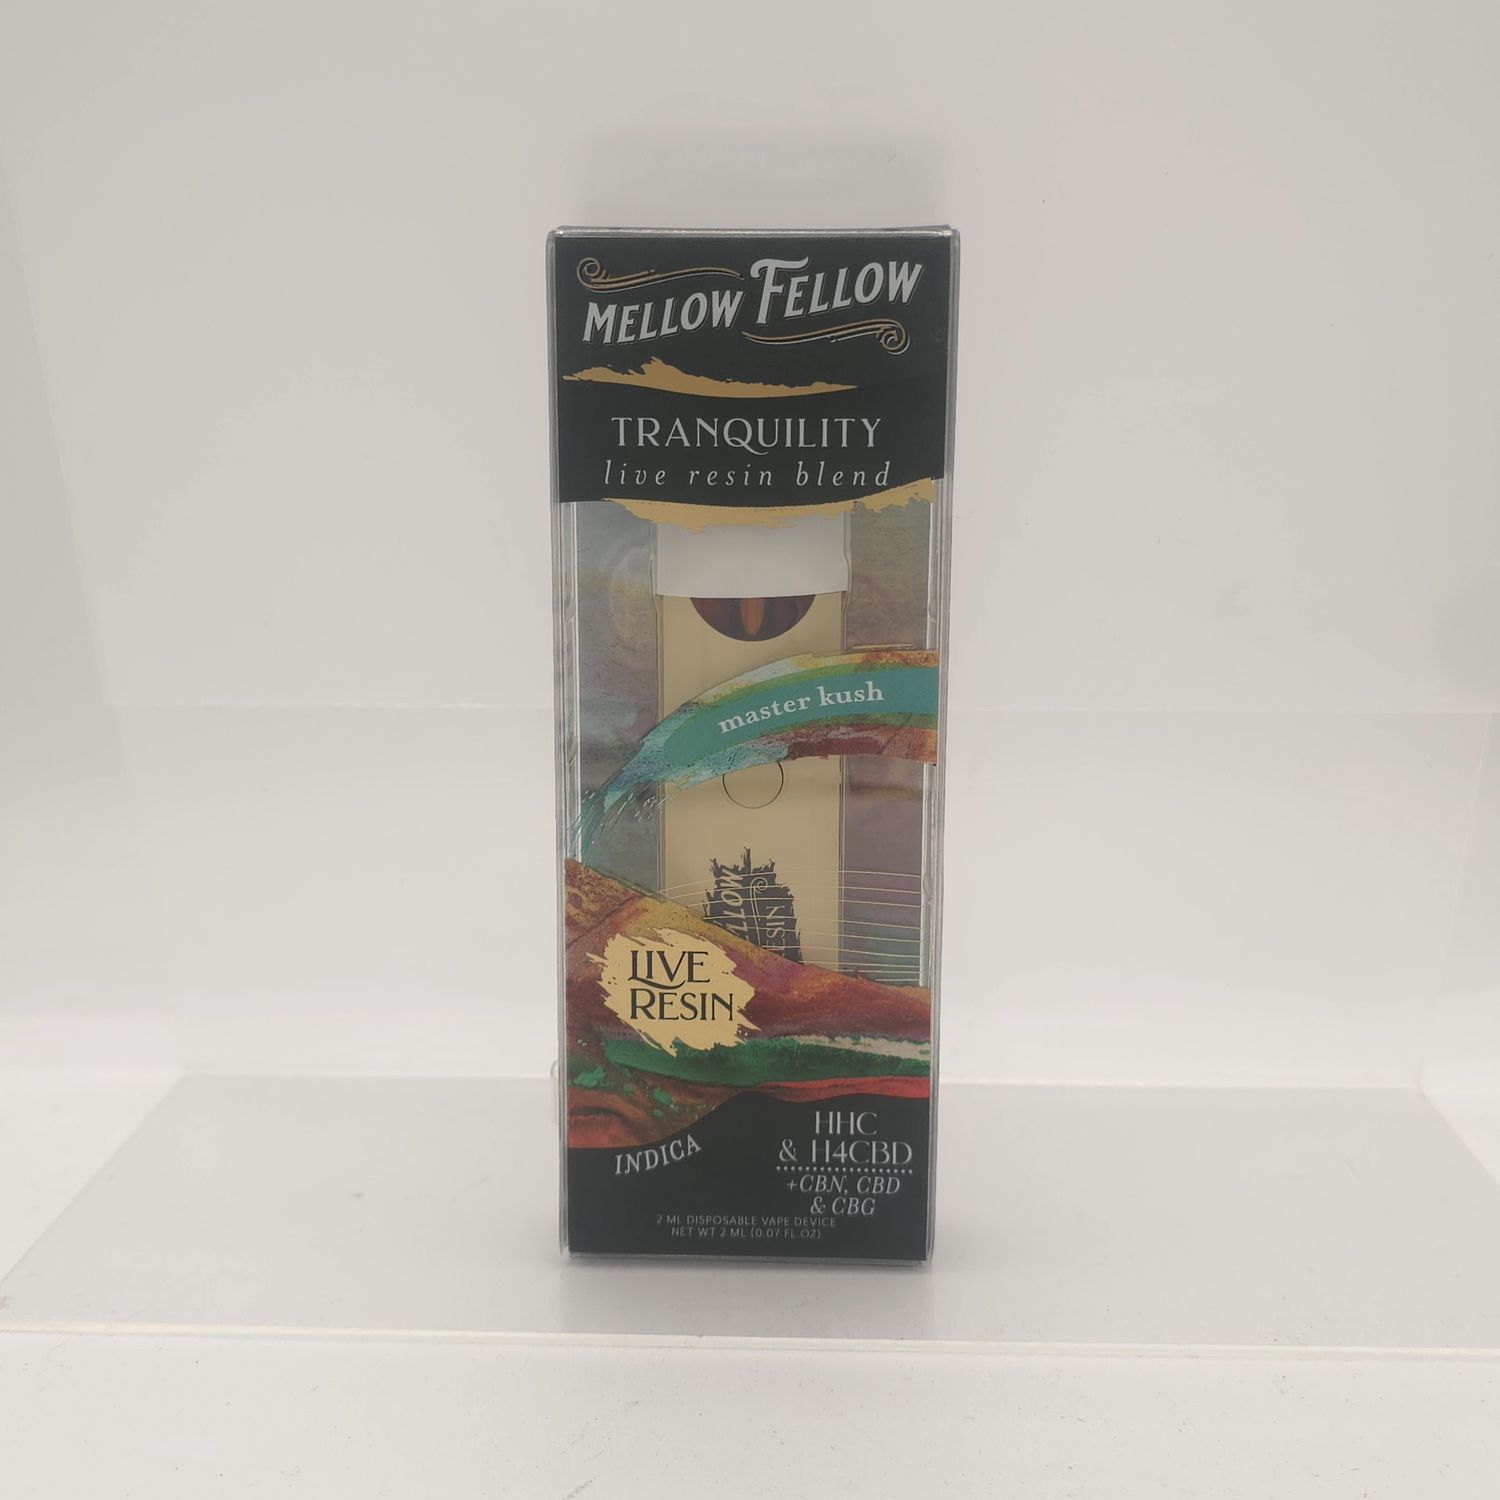 MELLOW FELLOW
TRANQUILITY
live resin blend
master kush
LIVE
RESIN
INDICA
HHC
& H4CBD
+CBN, CBD
& CBG
2 ML DISPOSABLE VAPE DEVICE
NET WT 2 ML (0.07 FL OZ)